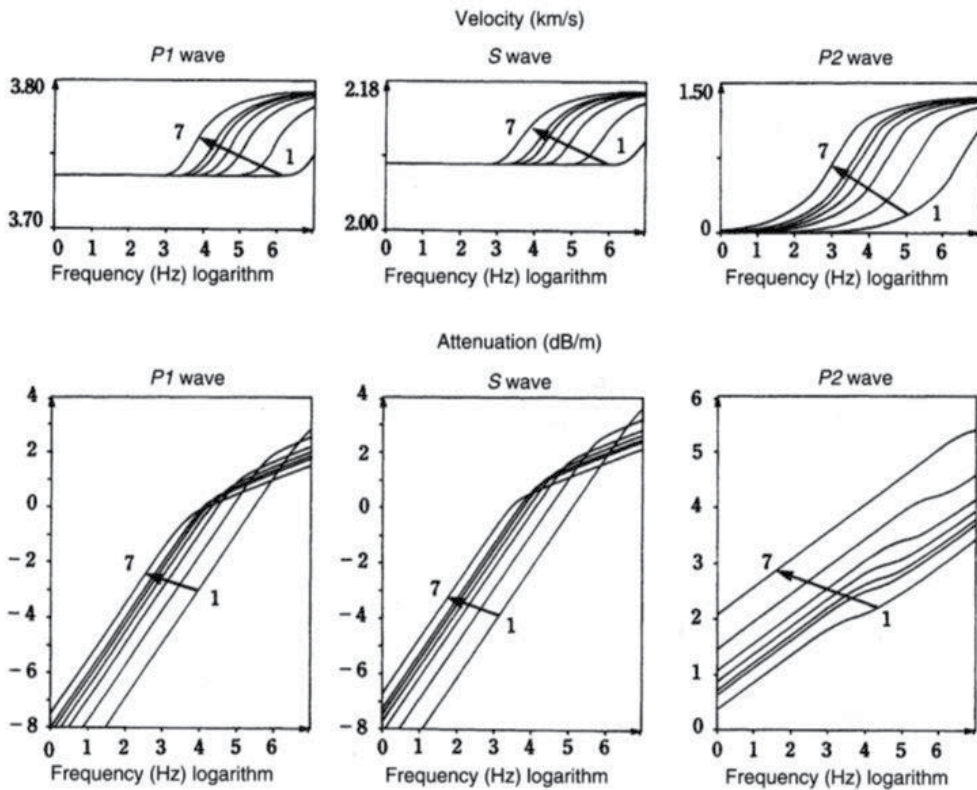 Velocity (km/s)
P1 wave
S wave
P2 wave
3.80
3.70
7
1
0 1 2 3 4 5 6
Frequency (Hz) logarithm
2.18
2.00
7
1
0 1 2 3 4 5 6
Frequency (Hz) logarithm
1.50
0
7
1
0 1 2 3 4 5 6
Frequency (Hz) logarithm
Attenuation (dB/m)
P1 wave
S wave
P2 wave
4
2
0
−2
−4
−6
−8
7
1
0 1 2 3 4 5 6
Frequency (Hz) logarithm
4
2
0
−2
−4
−6
−8
7
1
0 1 2 3 4 5 6
Frequency (Hz) logarithm
6
5
4
3
2
1
0
7
1
0 1 2 3 4 5 6
Frequency (Hz) logarithm